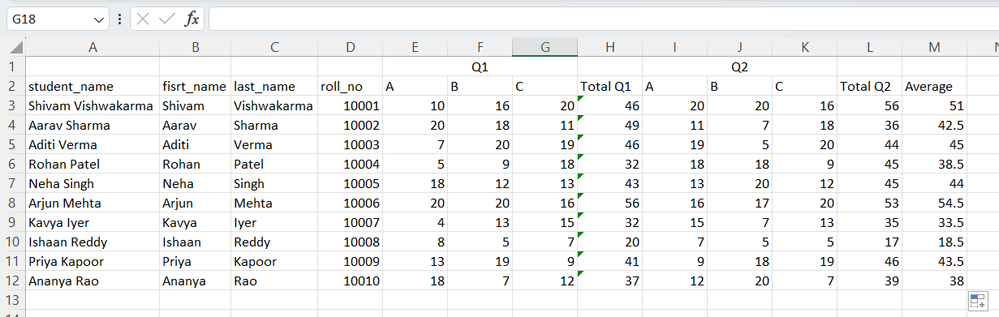 G18 fx
A B C D E F G H I J K L M N
1 Q1 Q2
2 student_name fisrt_name last_name roll_no A B C Total Q1 A B C Total Q2 Average
3 Shivam Vishwakarma Shivam Vishwakarma 10001 10 16 20 46 20 20 16 56 51
4 Aarav Sharma Aarav Sharma 10002 20 18 11 49 11 7 18 36 42.5
5 Aditi Verma Aditi Verma 10003 7 20 19 46 19 5 20 44 45
6 Rohan Patel Rohan Patel 10004 5 9 18 32 18 18 9 45 38.5
7 Neha Singh Neha Singh 10005 18 12 13 43 13 20 12 45 44
8 Arjun Mehta Arjun Mehta 10006 20 20 16 56 16 17 20 53 54.5
9 Kavya Iyer Kavya Iyer 10007 4 13 15 32 15 7 13 35 33.5
10 Ishaan Reddy Ishaan Reddy 10008 8 5 7 20 7 5 5 17 18.5
11 Priya Kapoor Priya Kapoor 10009 13 19 9 41 9 18 19 46 43.5
12 Ananya Rao Ananya Rao 10010 18 7 12 37 12 20 7 39 38
13